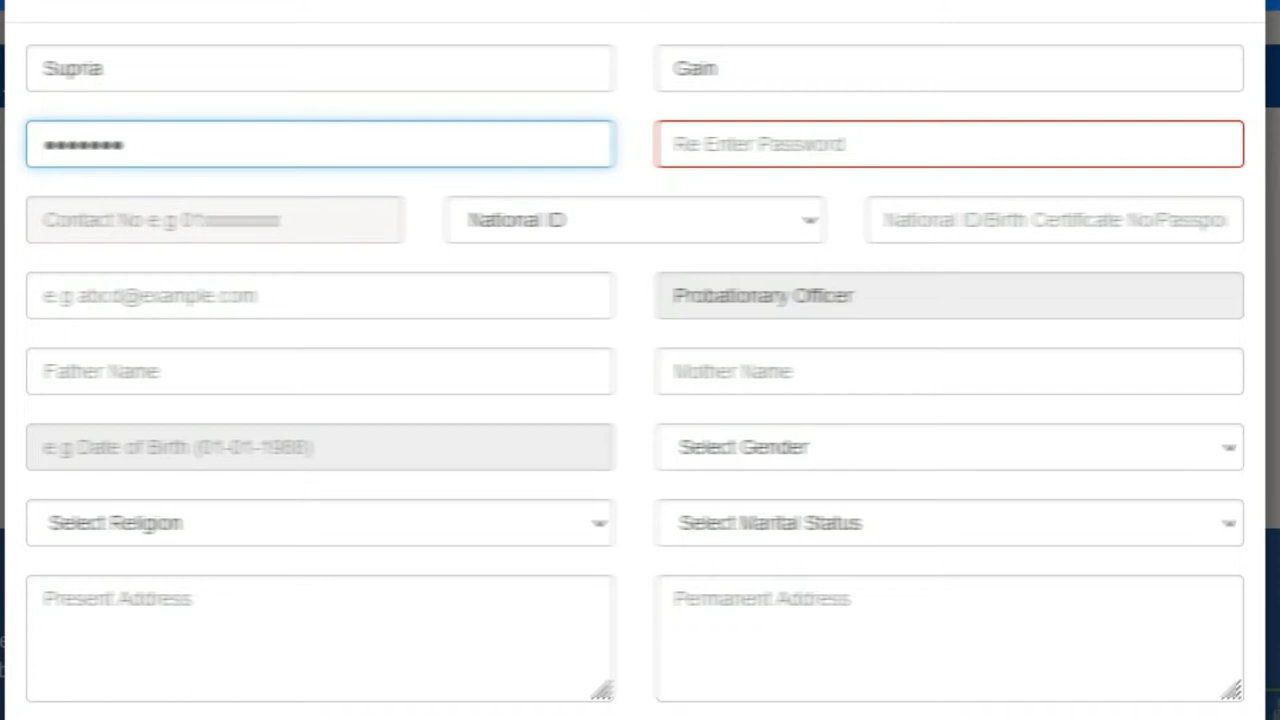 Supria Gain
Re Enter Password
Contact No e.g 01xxxxxxxxx National ID National ID/Birth Certificate No/Passpo
e.g abcd@example.com Probationary Officer
Father Name Mother Name
e.g Date of Birth (01-01-1988) Select Gender
Select Religion Select Marital Status
Present Address Permanent Address